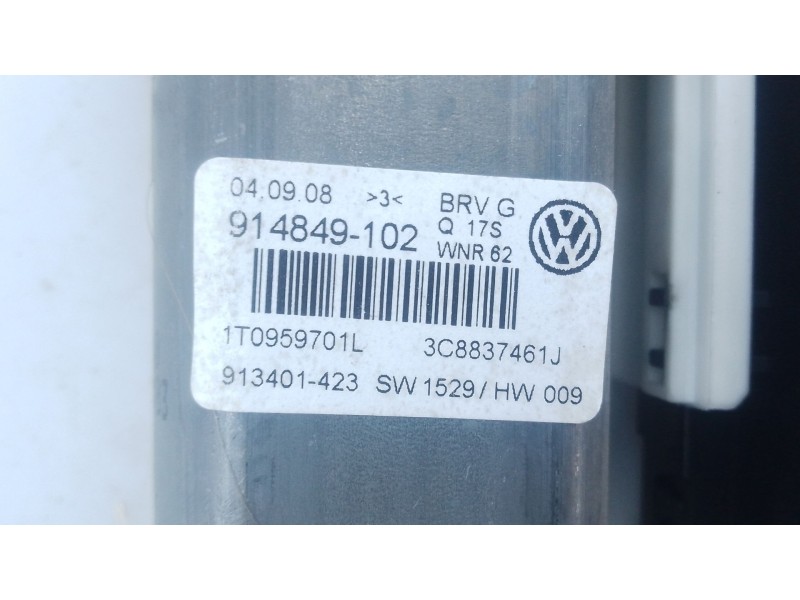 04.09.08 >3< BRV G
914849-102 Q 17S
WNR 62
1T0959701L 3C8837461J
913401-423 SW 1529 / HW 009